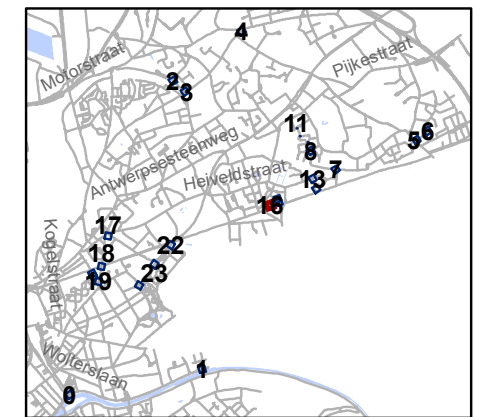 4
Motorstraat
Pijkestraat
2
3
11
6
5
Antwerpsesteenweg
8
7
Heiveldstraat
13
16
17
Kogelstraat
22
18
23
19
Wolterslaan
1
0